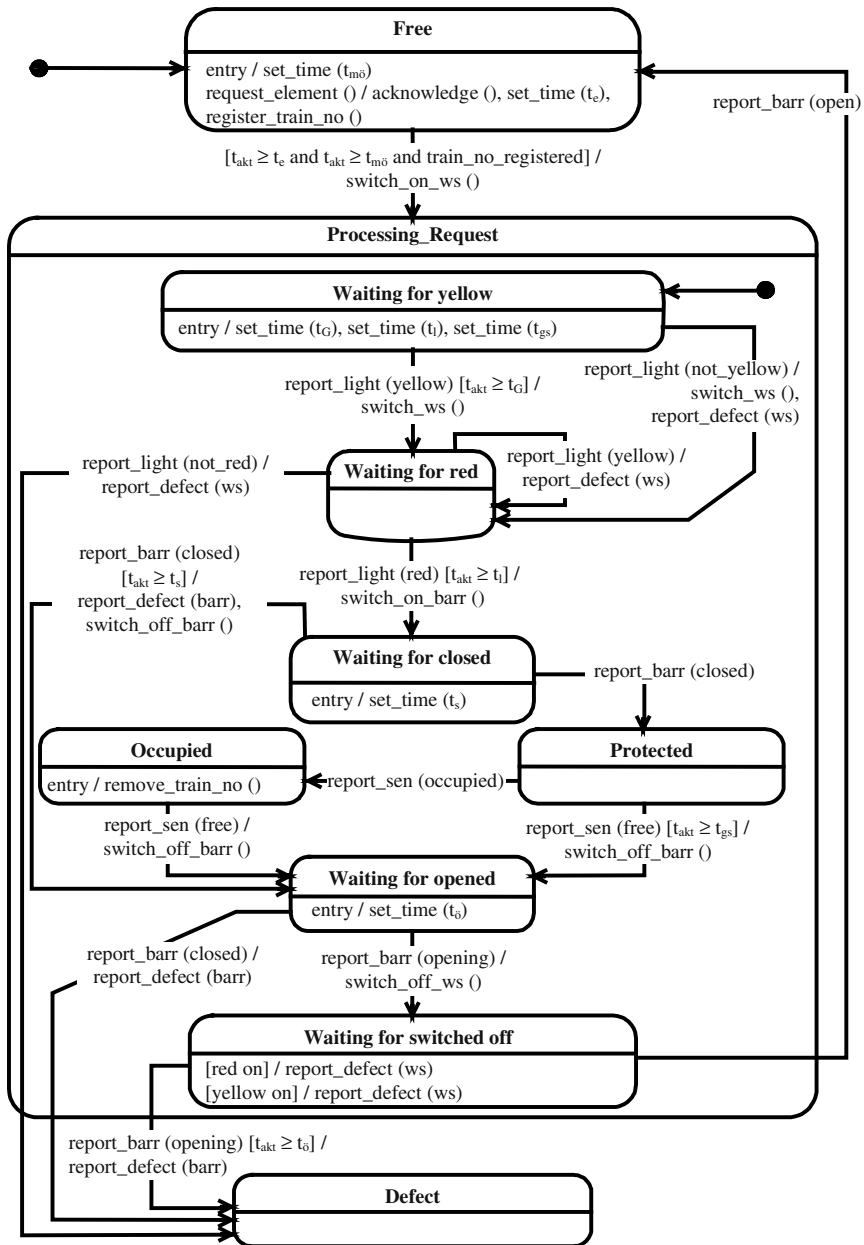 Free
entry / set_time (tmö)
request_element () / acknowledge (), set_time (te),
register_train_no ()
report_barr (open)
[takt ≥ te and takt ≥ tmö and train_no_registered] /
switch_on_ws ()
Processing_Request
Waiting for yellow
entry / set_time (tG), set_time (tl), set_time (tgs)
report_light (yellow) [takt ≥ tG] /
switch_ws ()
report_light (not_yellow) /
switch_ws (),
report_defect (ws)
report_light (not_red) /
report_defect (ws)
Waiting for red
report_light (yellow) /
report_defect (ws)
report_barr (closed)
[takt ≥ ts] /
report_defect (barr),
switch_off_barr ()
report_light (red) [takt ≥ tl] /
switch_on_barr ()
Waiting for closed
entry / set_time (ts)
report_barr (closed)
Occupied
entry / remove_train_no ()
report_sen (occupied)
Protected
report_sen (free) /
switch_off_barr ()
report_sen (free) [takt ≥ tgs] /
switch_off_barr ()
Waiting for opened
entry / set_time (tö)
report_barr (closed) /
report_defect (barr)
report_barr (opening) /
switch_off_ws ()
Waiting for switched off
[red on] / report_defect (ws)
[yellow on] / report_defect (ws)
report_barr (opening) [takt ≥ tö] /
report_defect (barr)
Defect